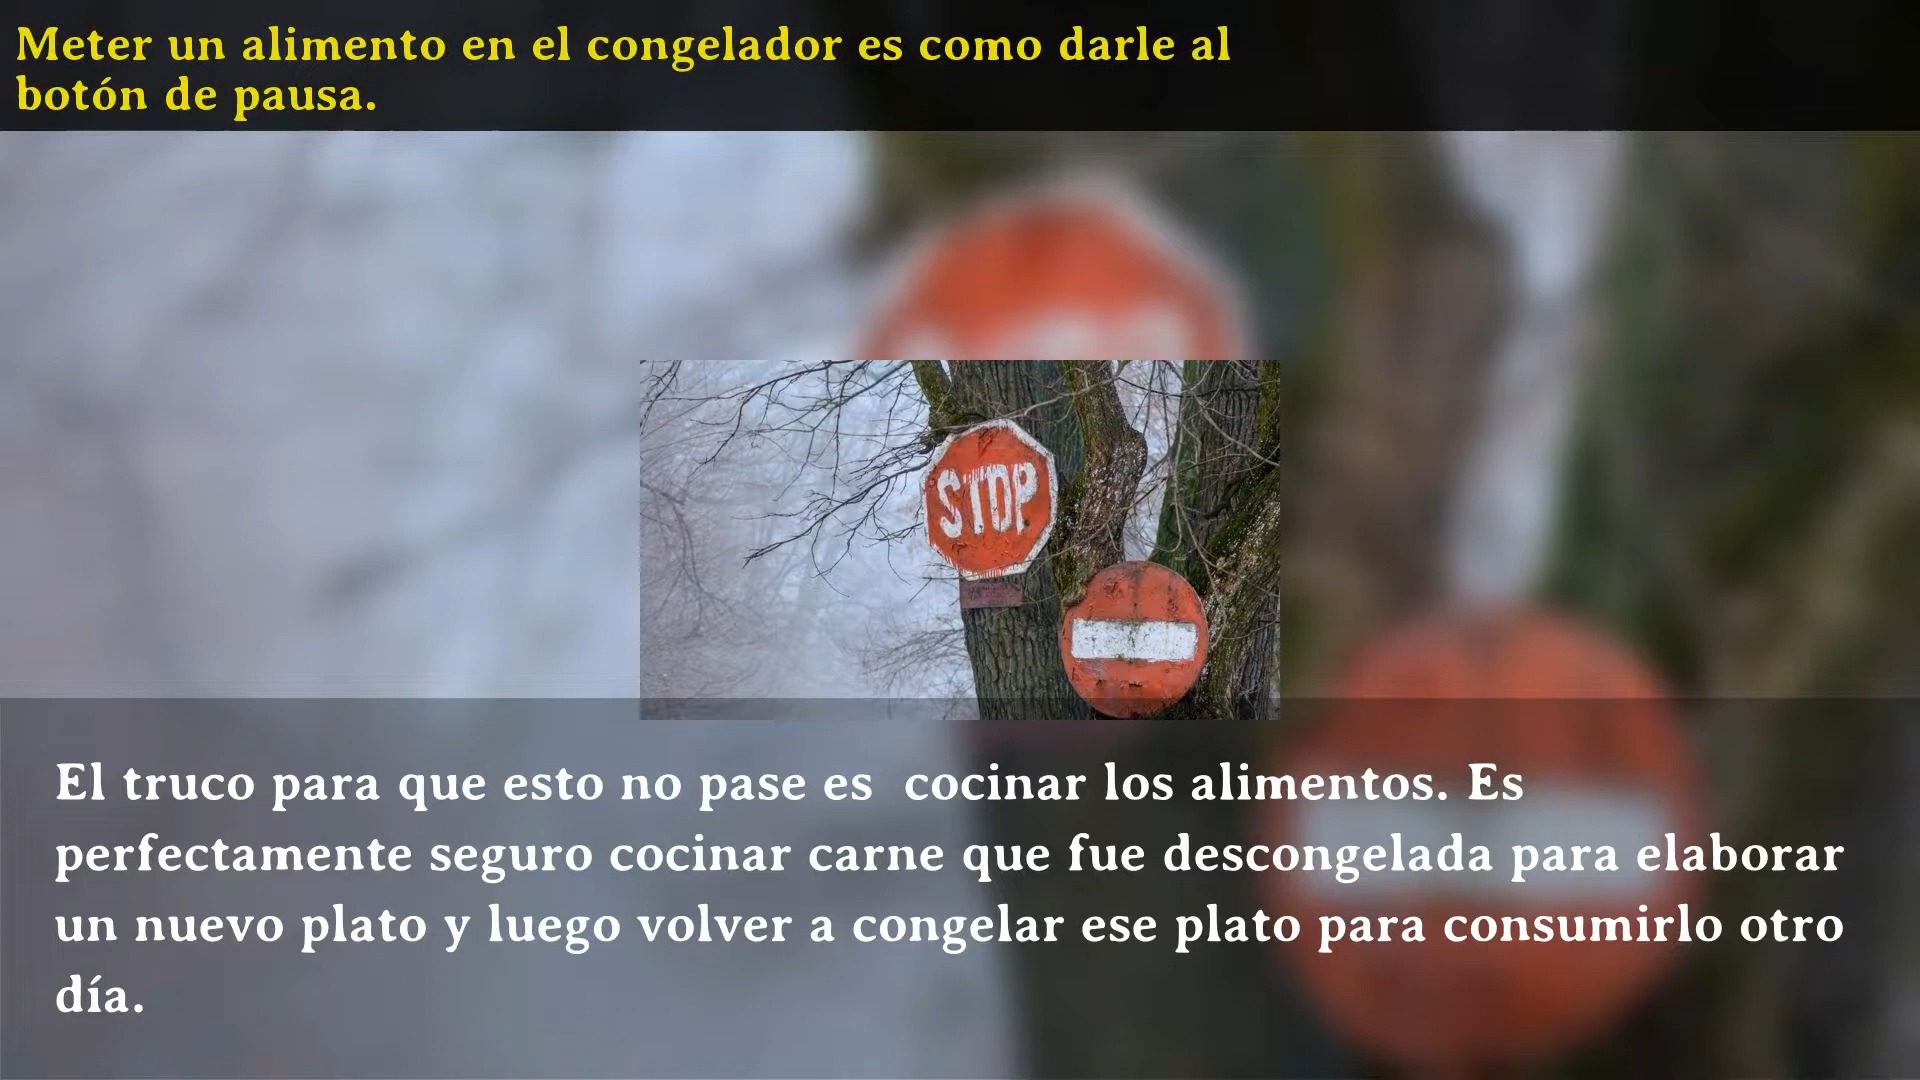 Meter un alimento en el congelador es como darle al
botón de pausa.
STOP
El truco para que esto no pase es  cocinar los alimentos. Es
perfectamente seguro cocinar carne que fue descongelada para elaborar
un nuevo plato y luego volver a congelar ese plato para consumirlo otro
día.